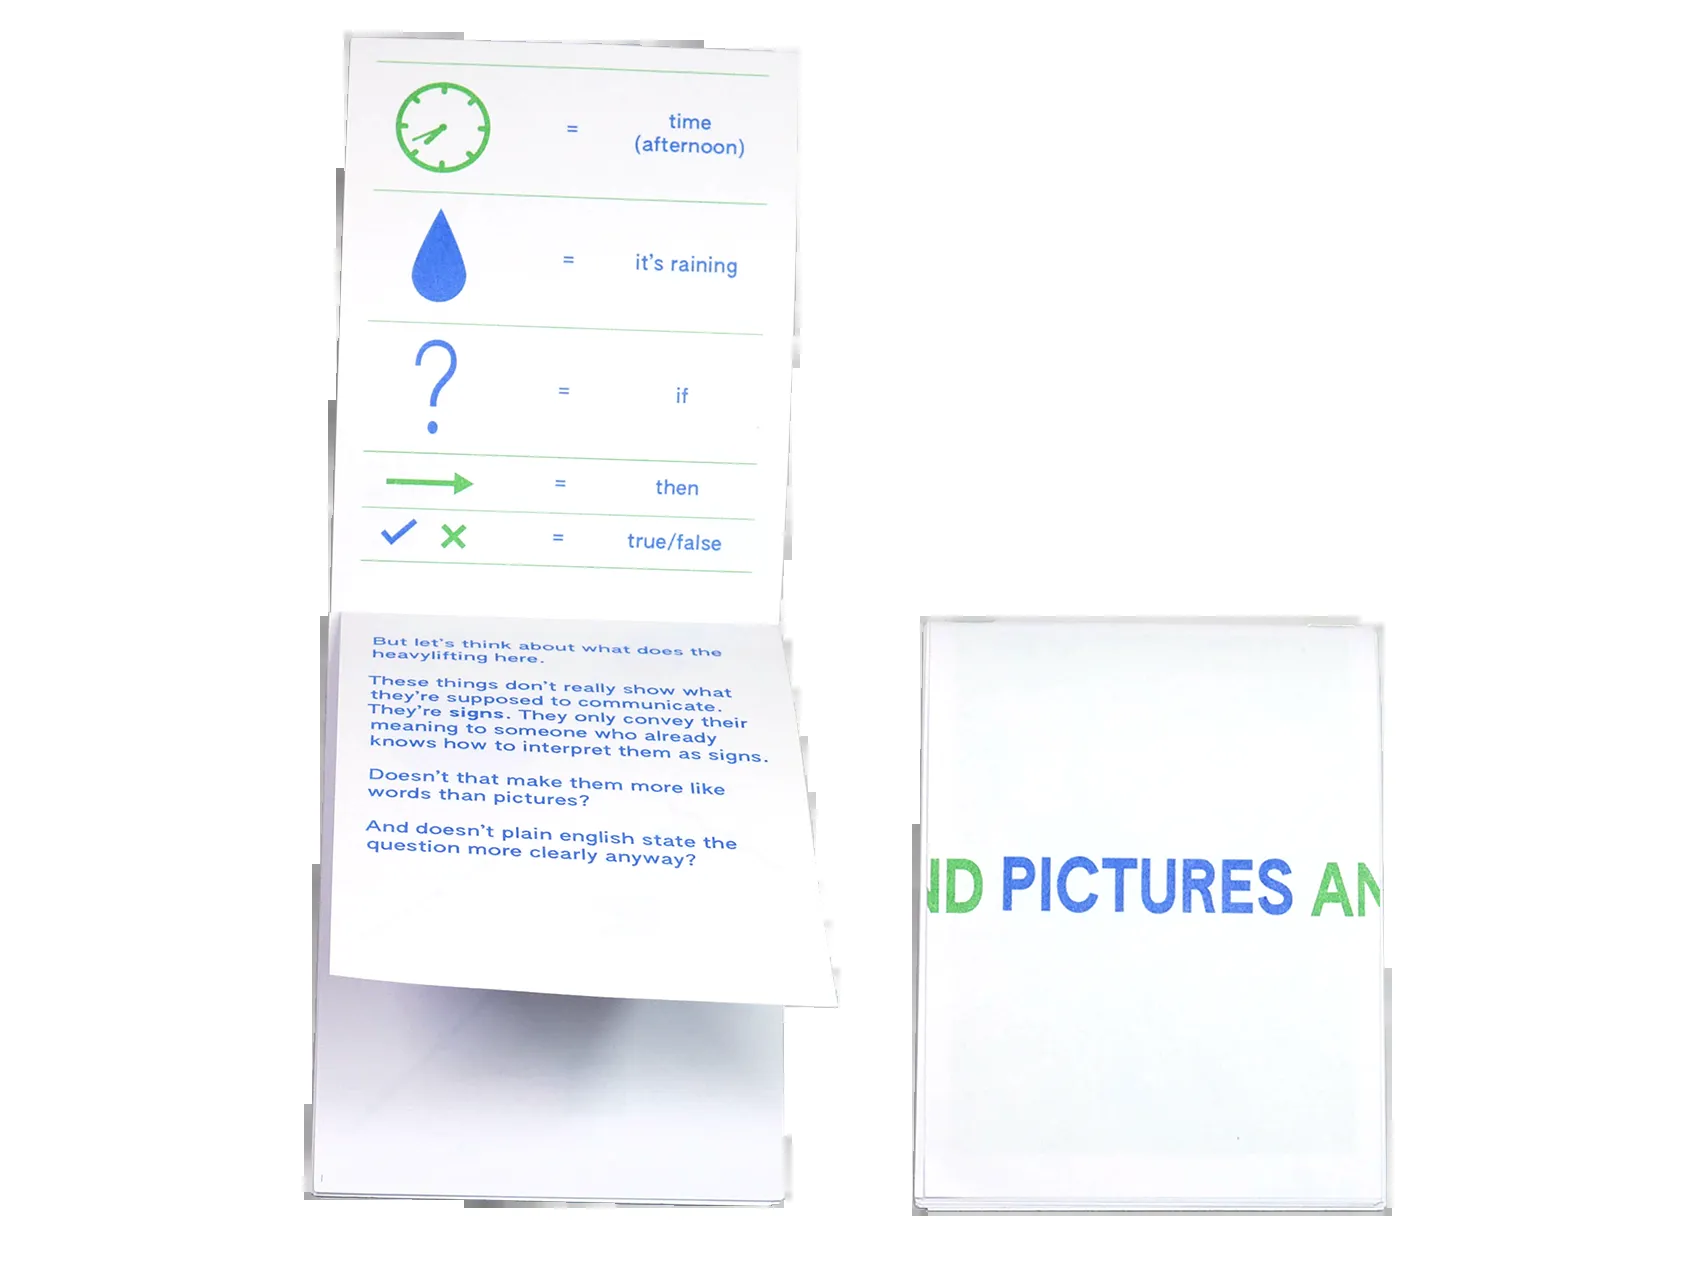 = time
(afternoon)
= it's raining
? = if
= then
= true/false
But let's think about what does the
heavylifting here.
These things don't really show what
they're supposed to communicate.
They're signs. They only convey their
meaning to someone who already
knows how to interpret them as signs.
Doesn't that make them more like
words than pictures?
And doesn't plain english state the
question more clearly anyway?
ND PICTURES AN